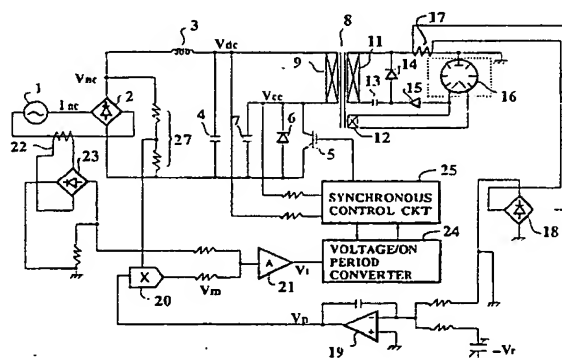 3
8
17
Vdc
11
9
14
Vac
13
15
16
1
Iac
2
Vcc
27
4
7
6
5
12
22
23
25
SYNCHRONOUS
CONTROL CKT
24
18
VOLTAGE/ON
PERIOD
CONVERTER
A
V1
21
X
Vm
20
Vp
19
-Vr